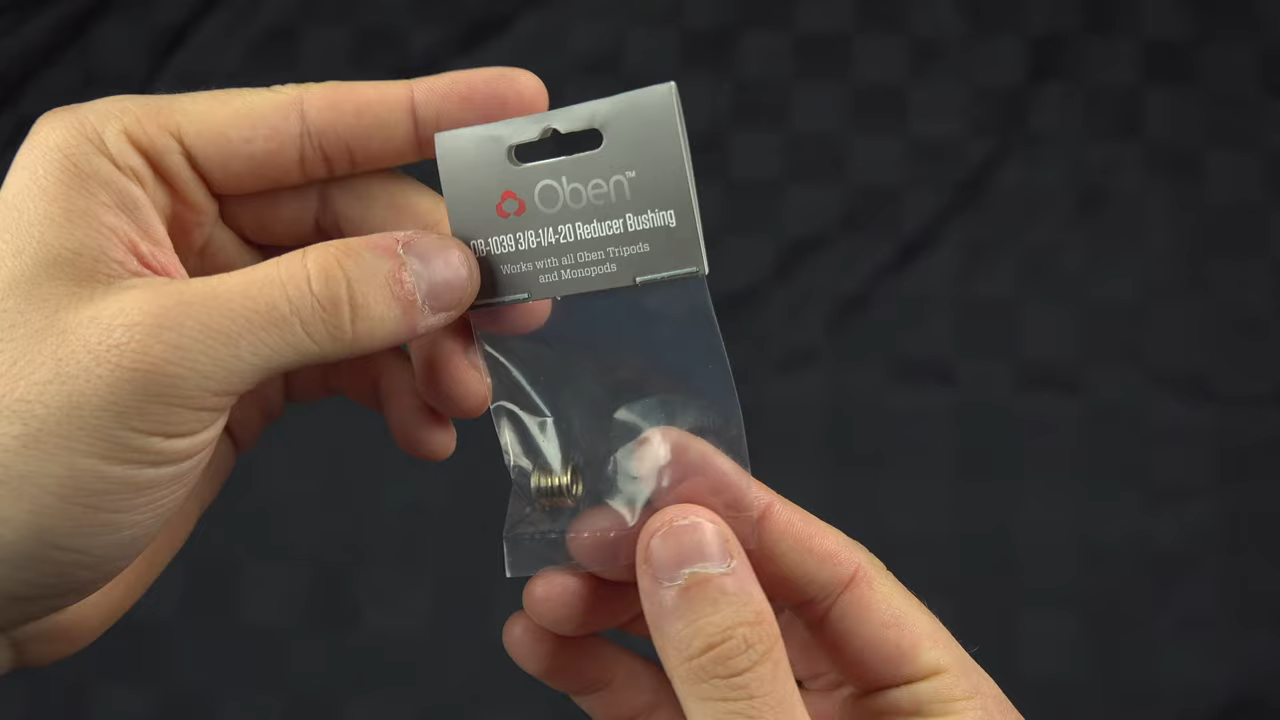 Oben™
OB-1039 3/8-1/4-20 Reducer Bushing
Works with all Oben Tripods
and Monopods